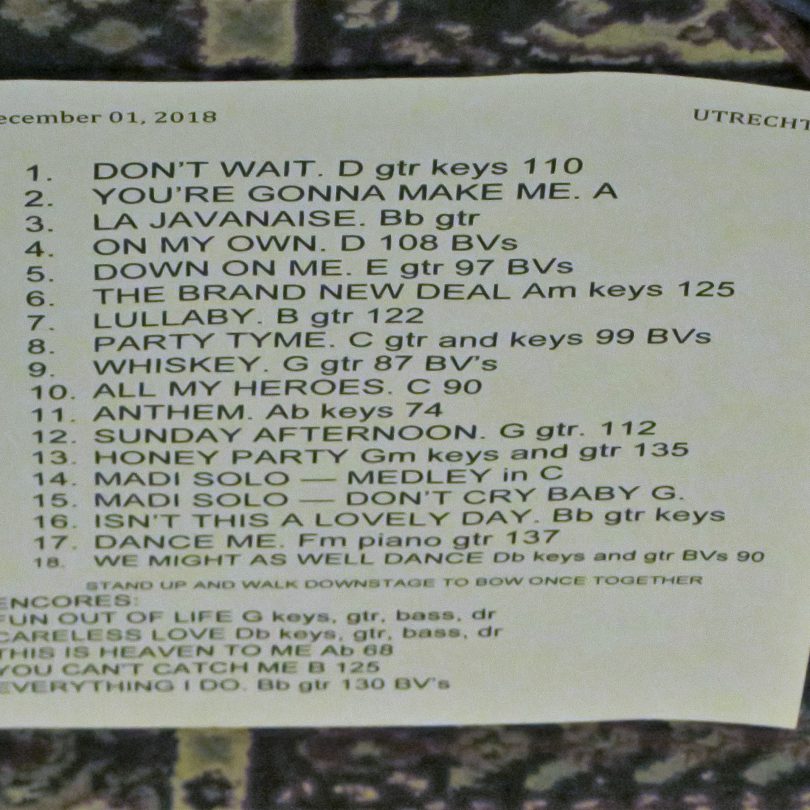 ecember 01, 2018
UTRECHT
1. DON'T WAIT. D gtr keys 110
2. YOU'RE GONNA MAKE ME. A
3. LA JAVANAISE. Bb gtr
4. ON MY OWN. D 108 BVs
5. DOWN ON ME. E gtr 97 BVs
6. THE BRAND NEW DEAL Am keys 125
7. LULLABY. B gtr 122
8. PARTY TYME. C gtr and keys 99 BVs
9. WHISKEY. G gtr 87 BV's
10. ALL MY HEROES. C 90
11. ANTHEM. Ab keys 74
12. SUNDAY AFTERNOON. G gtr. 112
13. HONEY PARTY Gm keys and gtr 135
14. MADI SOLO — MEDLEY in C
15. MADI SOLO — DON'T CRY BABY G.
16. ISN'T THIS A LOVELY DAY. Bb gtr keys
17. DANCE ME. Fm piano gtr 137
18. WE MIGHT AS WELL DANCE Db keys and gtr BVs 90
STAND UP AND WALK DOWNSTAGE TO BOW ONCE TOGETHER
ENCORES:
FUN OUT OF LIFE G keys, gtr, bass, dr
CARELESS LOVE Db keys, gtr, bass, dr
THIS IS HEAVEN TO ME Ab 68
YOU CAN'T CATCH ME B 125
EVERYTHING I DO. Bb gtr 130 BV's